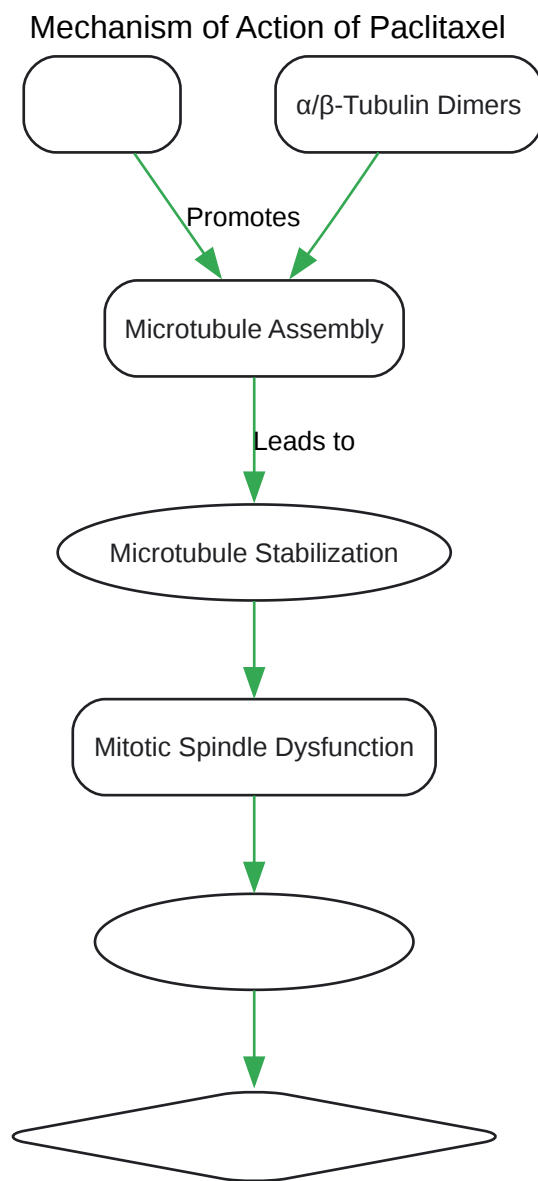 Mechanism of Action of Paclitaxel
α/β-Tubulin Dimers
Promotes
Microtubule Assembly
Leads to
Microtubule Stabilization
Mitotic Spindle Dysfunction